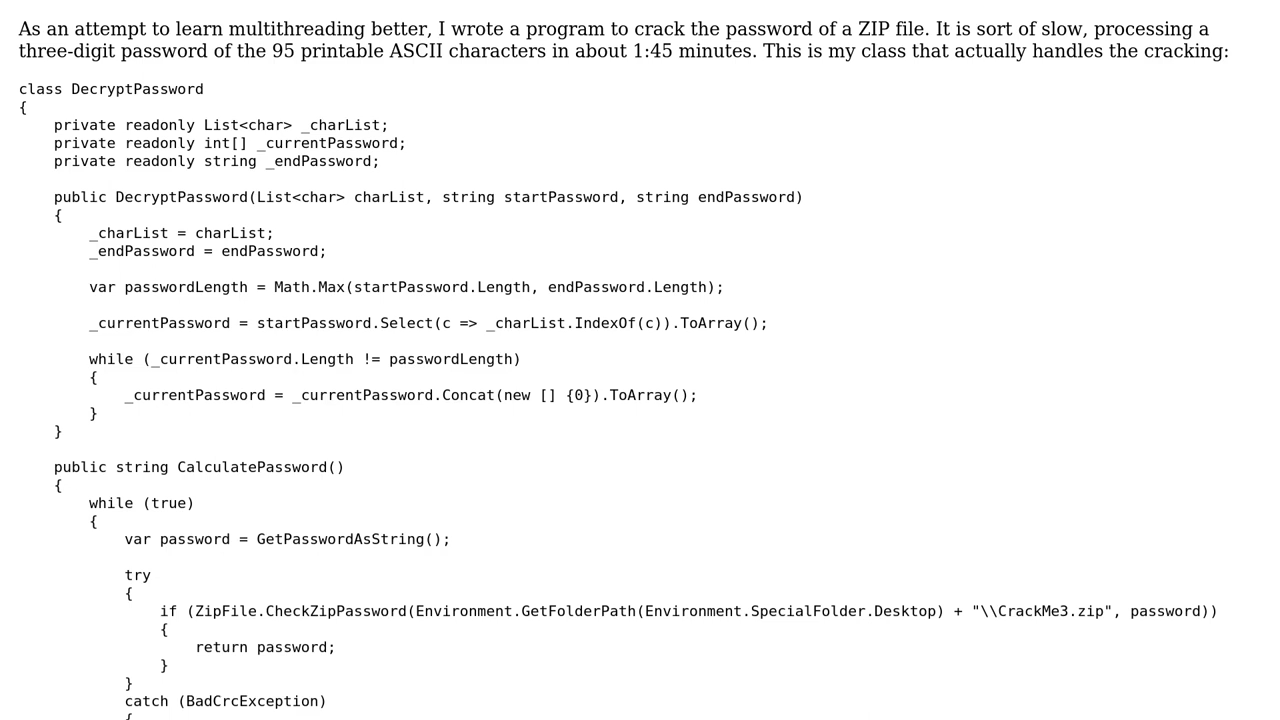 As an attempt to learn multithreading better, I wrote a program to crack the password of a ZIP file. It is sort of slow, processing a
three-digit password of the 95 printable ASCII characters in about 1:45 minutes. This is my class that actually handles the cracking:
class DecryptPassword
{
    private readonly List<char> _charList;
    private readonly int[] _currentPassword;
    private readonly string _endPassword;

    public DecryptPassword(List<char> charList, string startPassword, string endPassword)
    {
        _charList = charList;
        _endPassword = endPassword;

        var passwordLength = Math.Max(startPassword.Length, endPassword.Length);

        _currentPassword = startPassword.Select(c => _charList.IndexOf(c)).ToArray();

        while (_currentPassword.Length != passwordLength)
        {
            _currentPassword = _currentPassword.Concat(new [] {0}).ToArray();
        }
    }

    public string CalculatePassword()
    {
        while (true)
        {
            var password = GetPasswordAsString();

            try
            {
                if (ZipFile.CheckZipPassword(Environment.GetFolderPath(Environment.SpecialFolder.Desktop) + "\\CrackMe3.zip", password))
                {
                    return password;
                }
            }
            catch (BadCrcException)
            {